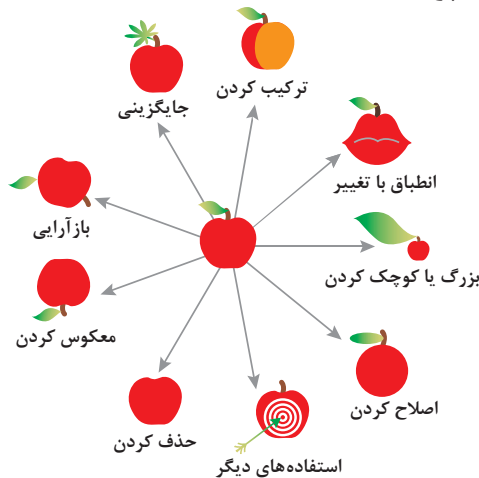 ترکیب کردن
جایگزینی
انطباق با تغییر
بازآرایی
بزرگ یا کوچک کردن
معکوس کردن
اصلاح کردن
حذف کردن
استفاده‌های دیگر